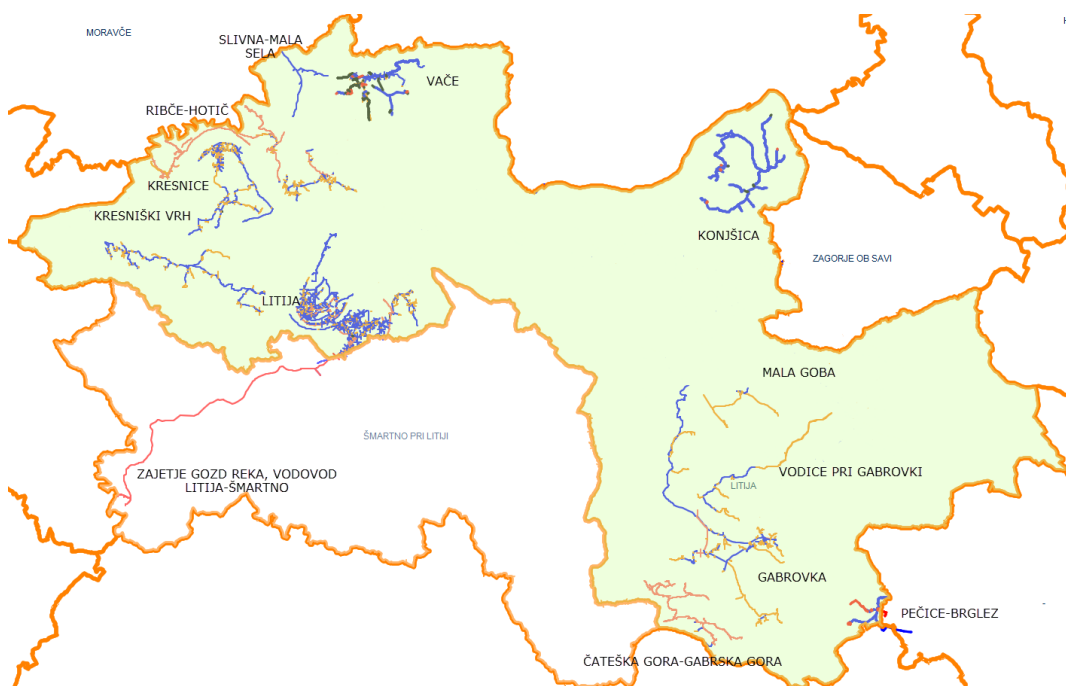 MORAVČE
H
SLIVNA-MALA
SELA
VAČE
RIBČE-HOTIČ
KRESNICE
KRESNIŠKI VRH
KONJŠICA
ZAGORJE OB SAVI
LITIJA
MALA GOBA
ŠMARTNO PRI LITIJI
ZAJETJE GOZD REKA, VODOVOD
LITIJA-ŠMARTNO
VODICE PRI GABROVKI
LITIJA
GABROVKA
PEČICE-BRGLEZ
ČATEŠKA GORA-GABRSKA GORA